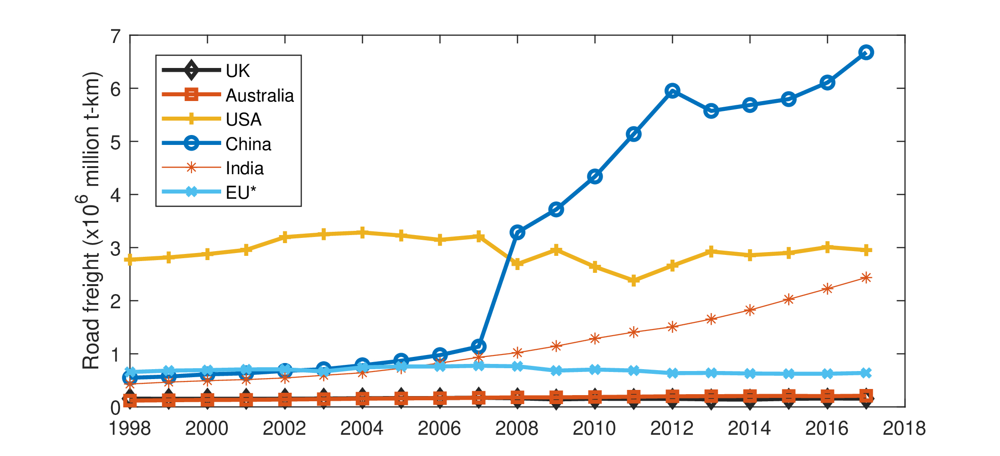 Road freight (x10^6 million t-km)
7
6
5
4
3
2
1
0
UK
Australia
USA
China
India
EU*
1998 2000 2002 2004 2006 2008 2010 2012 2014 2016 2018